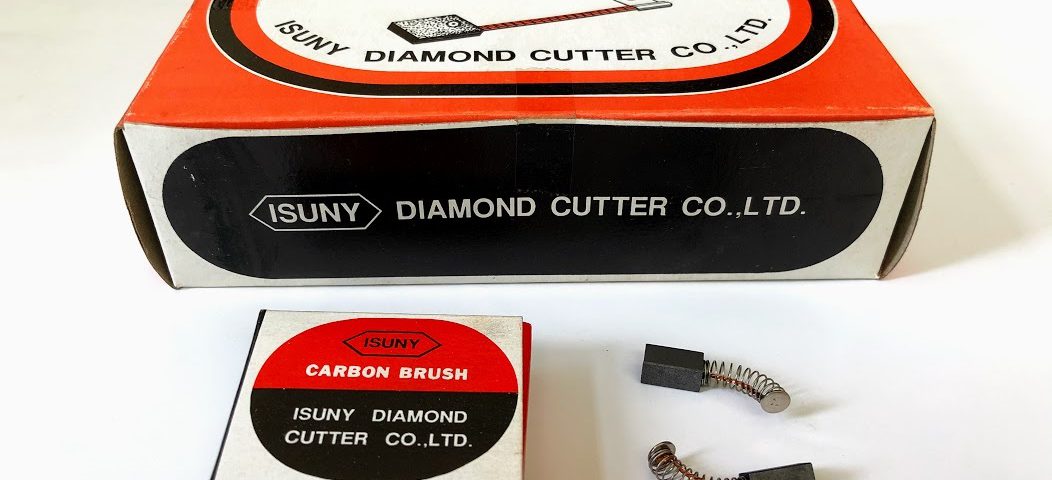 ISUNY DIAMOND CUTTER CO.,LTD.
ISUNY DIAMOND CUTTER CO.,LTD.
ISUNY
CARBON BRUSH
ISUNY DIAMOND
CUTTER CO.,LTD.